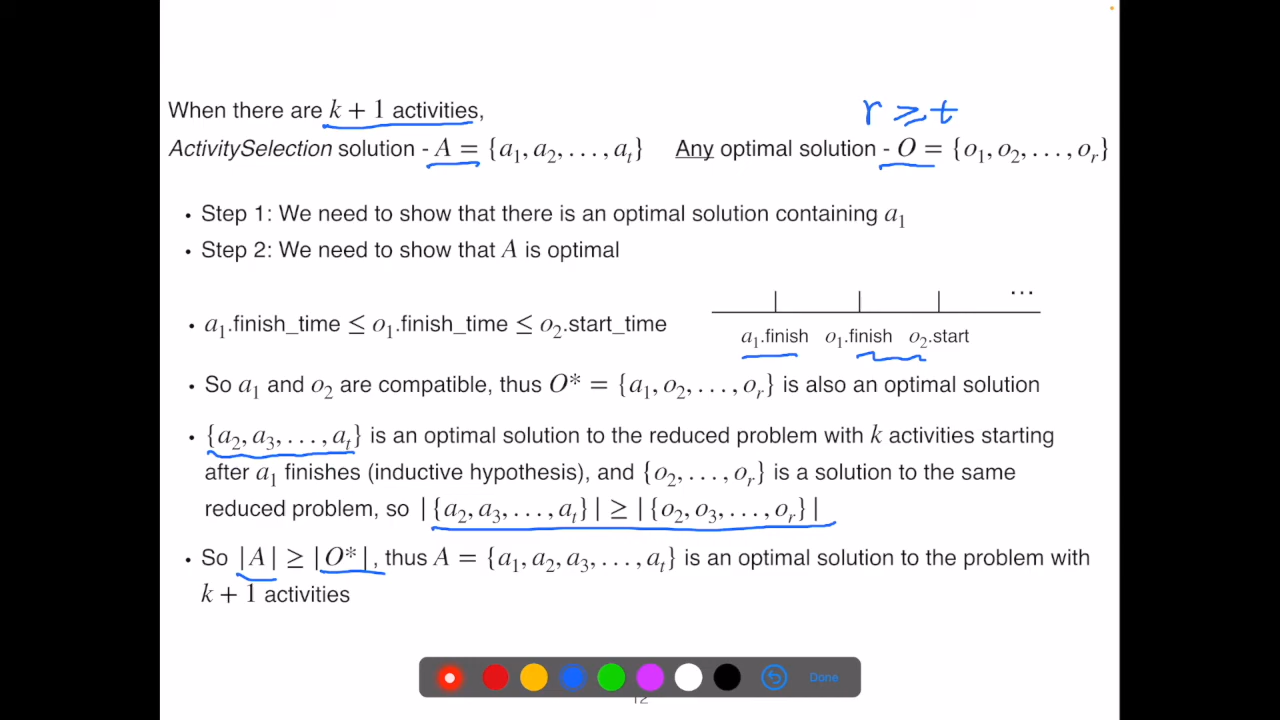 When there are k + 1 activities,
r ≥ t
ActivitySelection solution - A = {a₁, a₂, . . . , aₜ}
Any optimal solution - O = {o₁, o₂, . . . , oᵣ}
• Step 1: We need to show that there is an optimal solution containing a₁
• Step 2: We need to show that A is optimal
• a₁.finish_time ≤ o₁.finish_time ≤ o₂.start_time
...
a₁.finish o₁.finish o₂.start
• So a₁ and o₂ are compatible, thus O* = {a₁, o₂, . . . , oᵣ} is also an optimal solution
• {a₂, a₃, . . . , aₜ} is an optimal solution to the reduced problem with k activities starting
after a₁ finishes (inductive hypothesis), and {o₂, . . . , oᵣ} is a solution to the same
reduced problem, so |{a₂, a₃, . . . , aₜ}| ≥ |{o₂, o₃, . . . , oᵣ}|
• So |A| ≥ |O*|, thus A = {a₁, a₂, a₃, . . . , aₜ} is an optimal solution to the problem with
k + 1 activities
Done
12